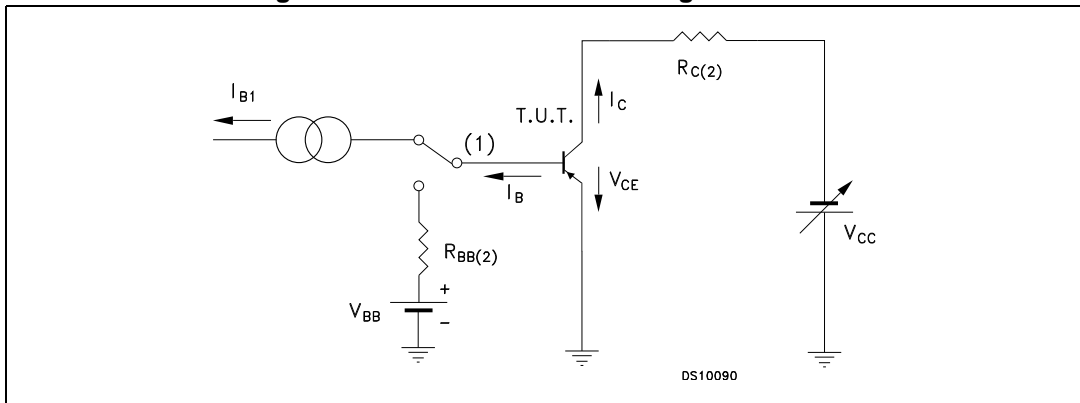 I_B1
T.U.T.
I_C
R_C(2)
(1)
I_B
V_CE
R_BB(2)
V_BB
+
−
V_CC
DS10090